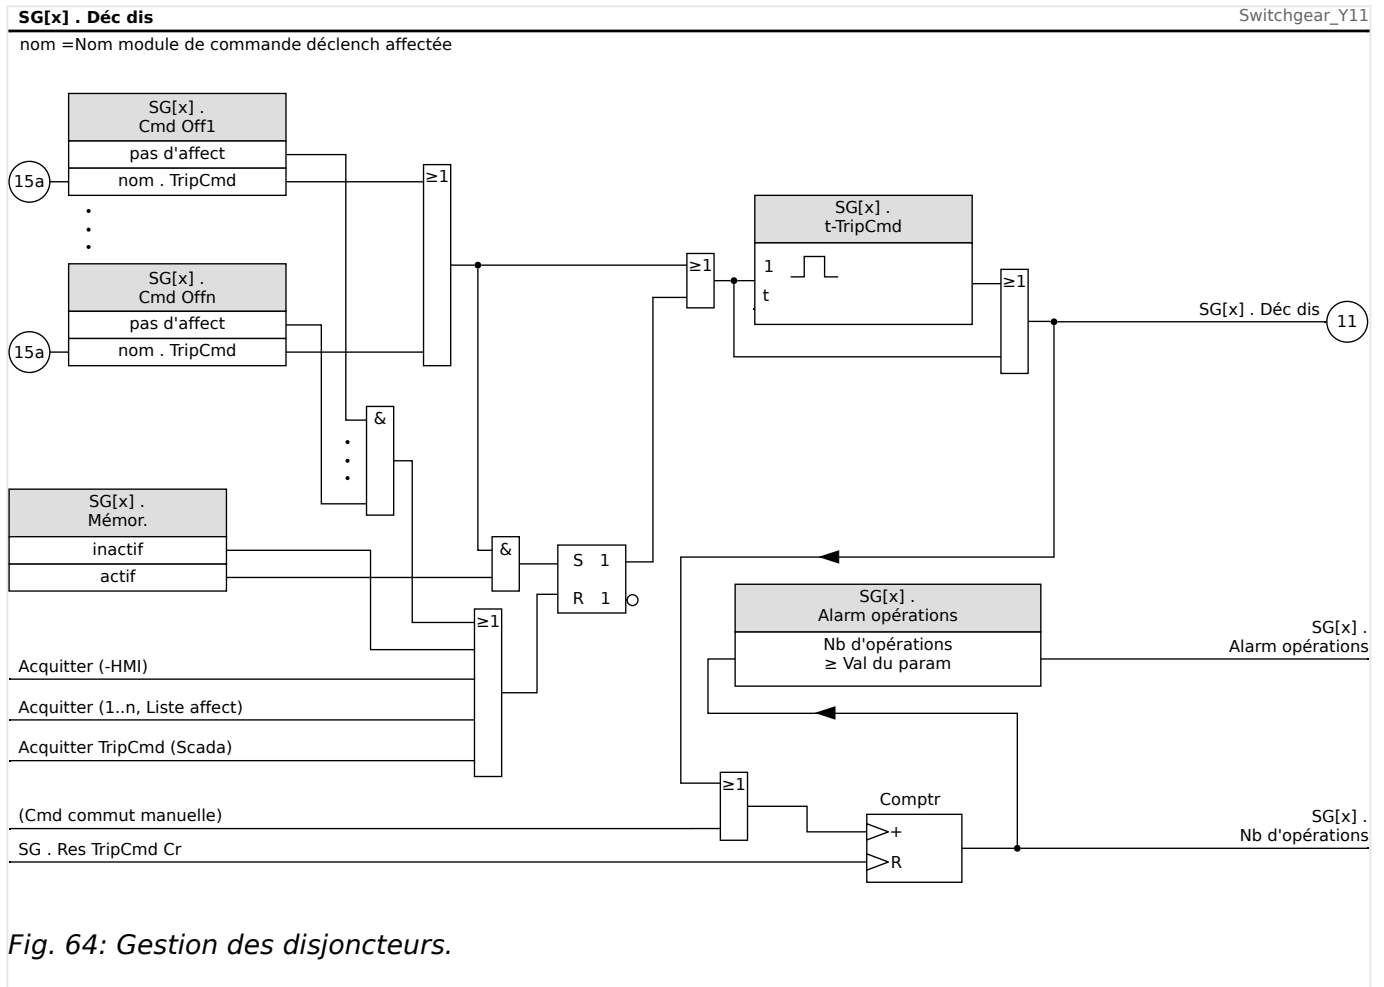 SG[x] . Déc dis
Switchgear_Y11
nom =Nom module de commande déclench affectée
SG[x] .
Cmd Off1
pas d'affect
15a
nom . TripCmd
≥1
SG[x] .
t-TripCmd
1
t
≥1
≥1
SG[x] .
Cmd Offn
pas d'affect
15a
nom . TripCmd
SG[x] . Déc dis
11
&
SG[x] .
Mémor.
inactif
actif
&
S 1
R 1
≥1
SG[x] .
Alarm opérations
Nb d'opérations
≥ Val du param
SG[x] .
Alarm opérations
Acquitter (-HMI)
Acquitter (1..n, Liste affect)
Acquitter TripCmd (Scada)
≥1
(Cmd commut manuelle)
Comptr
+
R
SG[x] .
Nb d'opérations
SG . Res TripCmd Cr
Fig. 64: Gestion des disjoncteurs.